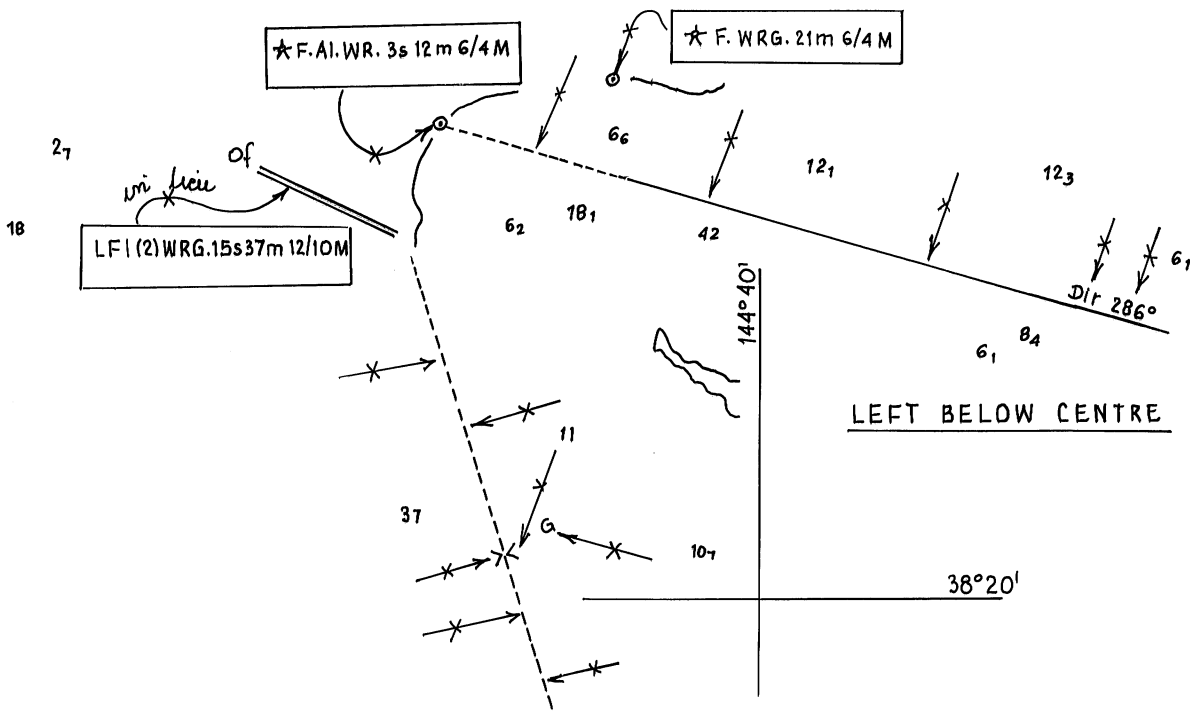 ☆ F. Al. WR. 3s 12m 6/4M
☆ F. WRG. 21m 6/4M
2₇
Of
6₆
12₁
12₃
18
LFl (2) WRG. 15s 37m 12/10M
6₂
18₁
42
6₁
Dir 286°
144°40'
8₄
6₁
LEFT BELOW CENTRE
11
37
G
10₇
38°20'